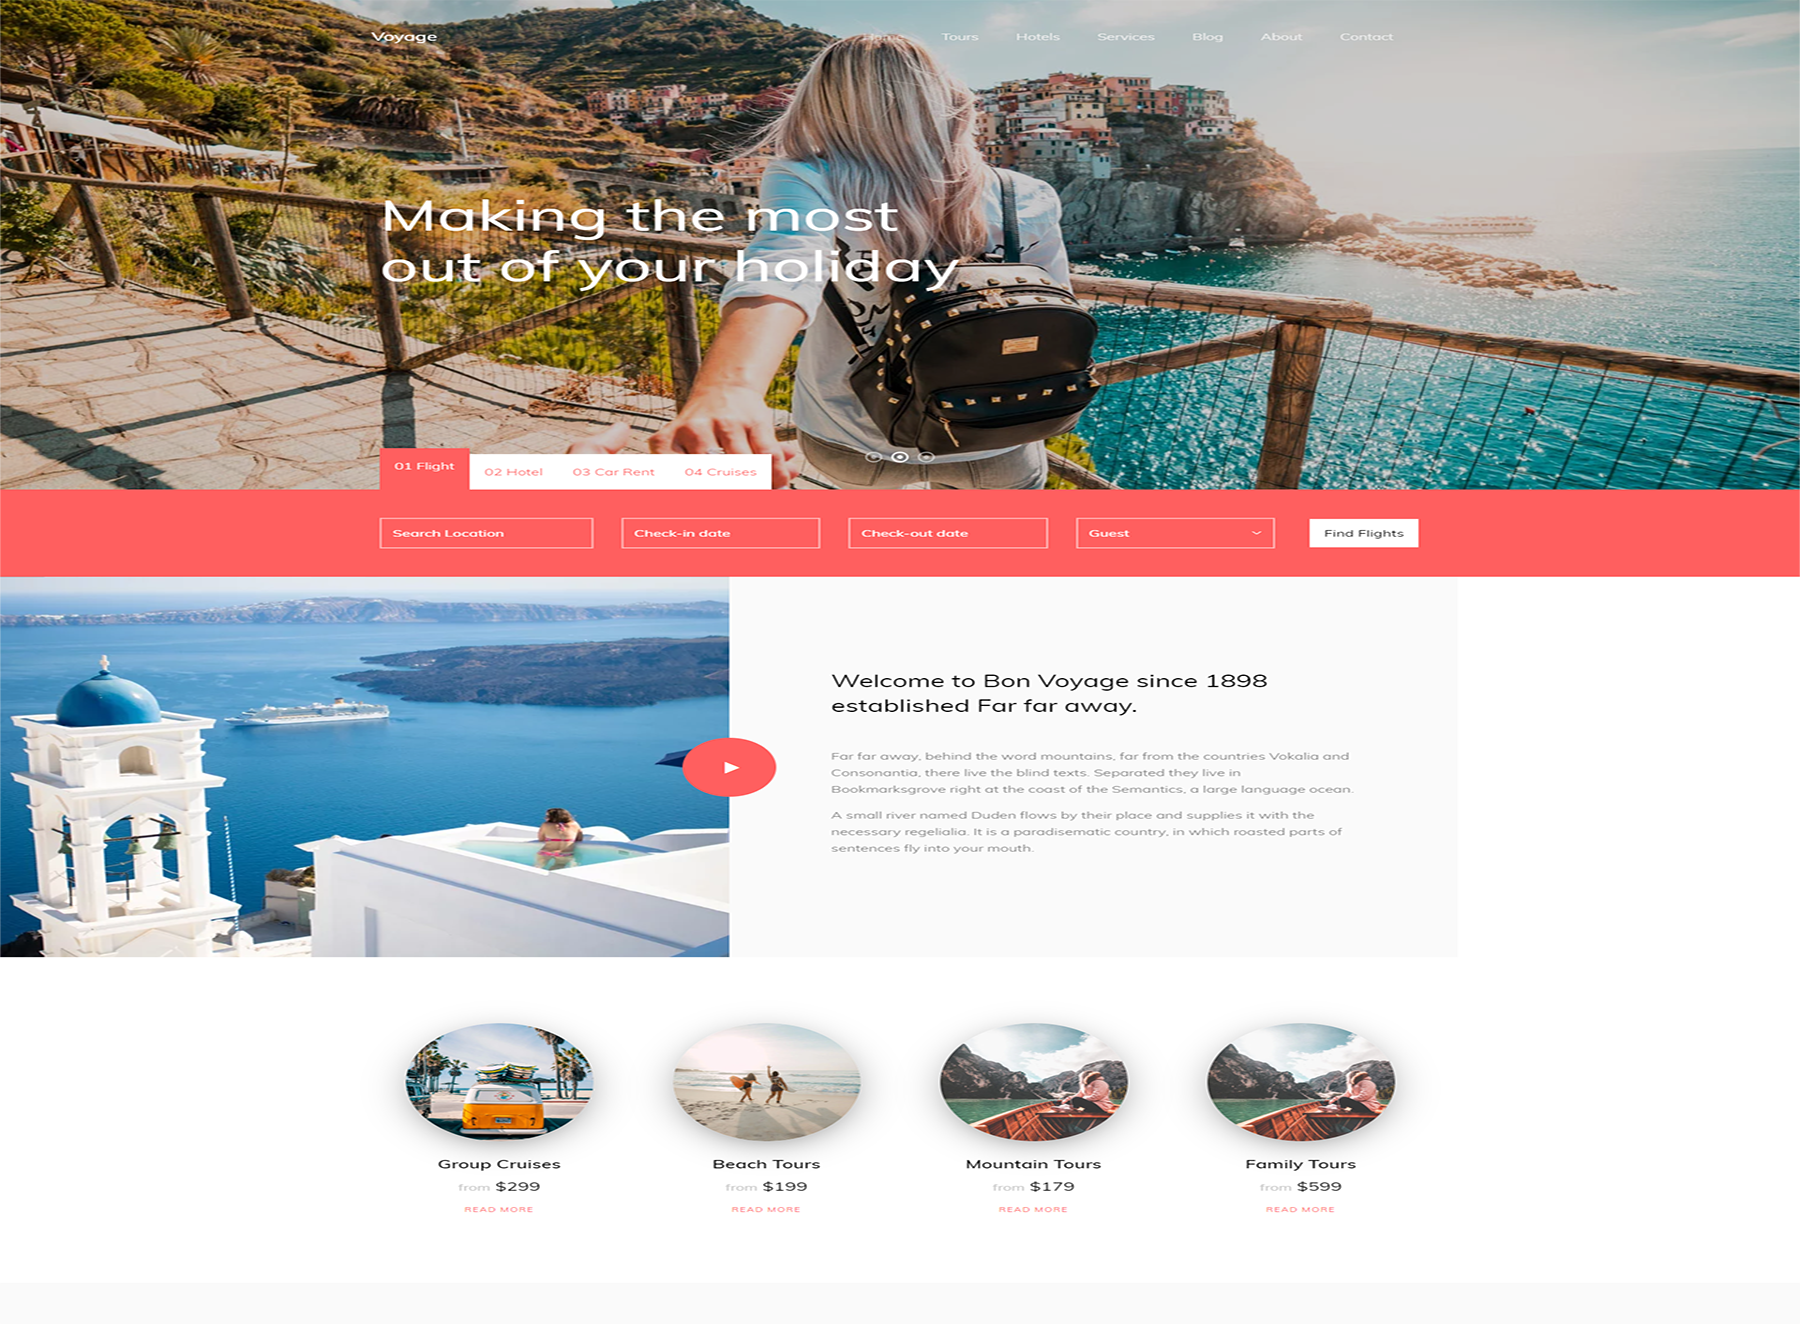 Voyage
Home Tours Hotels Services Blog About Contact
Making the most
out of your holiday
01 Flight 02 Hotel 03 Car Rent 04 Cruises
Search Location Check-in date Check-out date Guest Find Flights
Welcome to Bon Voyage since 1898
established Far far away.
Far far away, behind the word mountains, far from the countries Vokalia and
Consonantia, there live the blind texts. Separated they live in
Bookmarksgrove right at the coast of the Semantics, a large language ocean.
A small river named Duden flows by their place and supplies it with the
necessary regelialia. It is a paradisematic country, in which roasted parts of
sentences fly into your mouth.
Group Cruises
from $299
READ MORE
Beach Tours
from $199
READ MORE
Mountain Tours
from $179
READ MORE
Family Tours
from $599
READ MORE